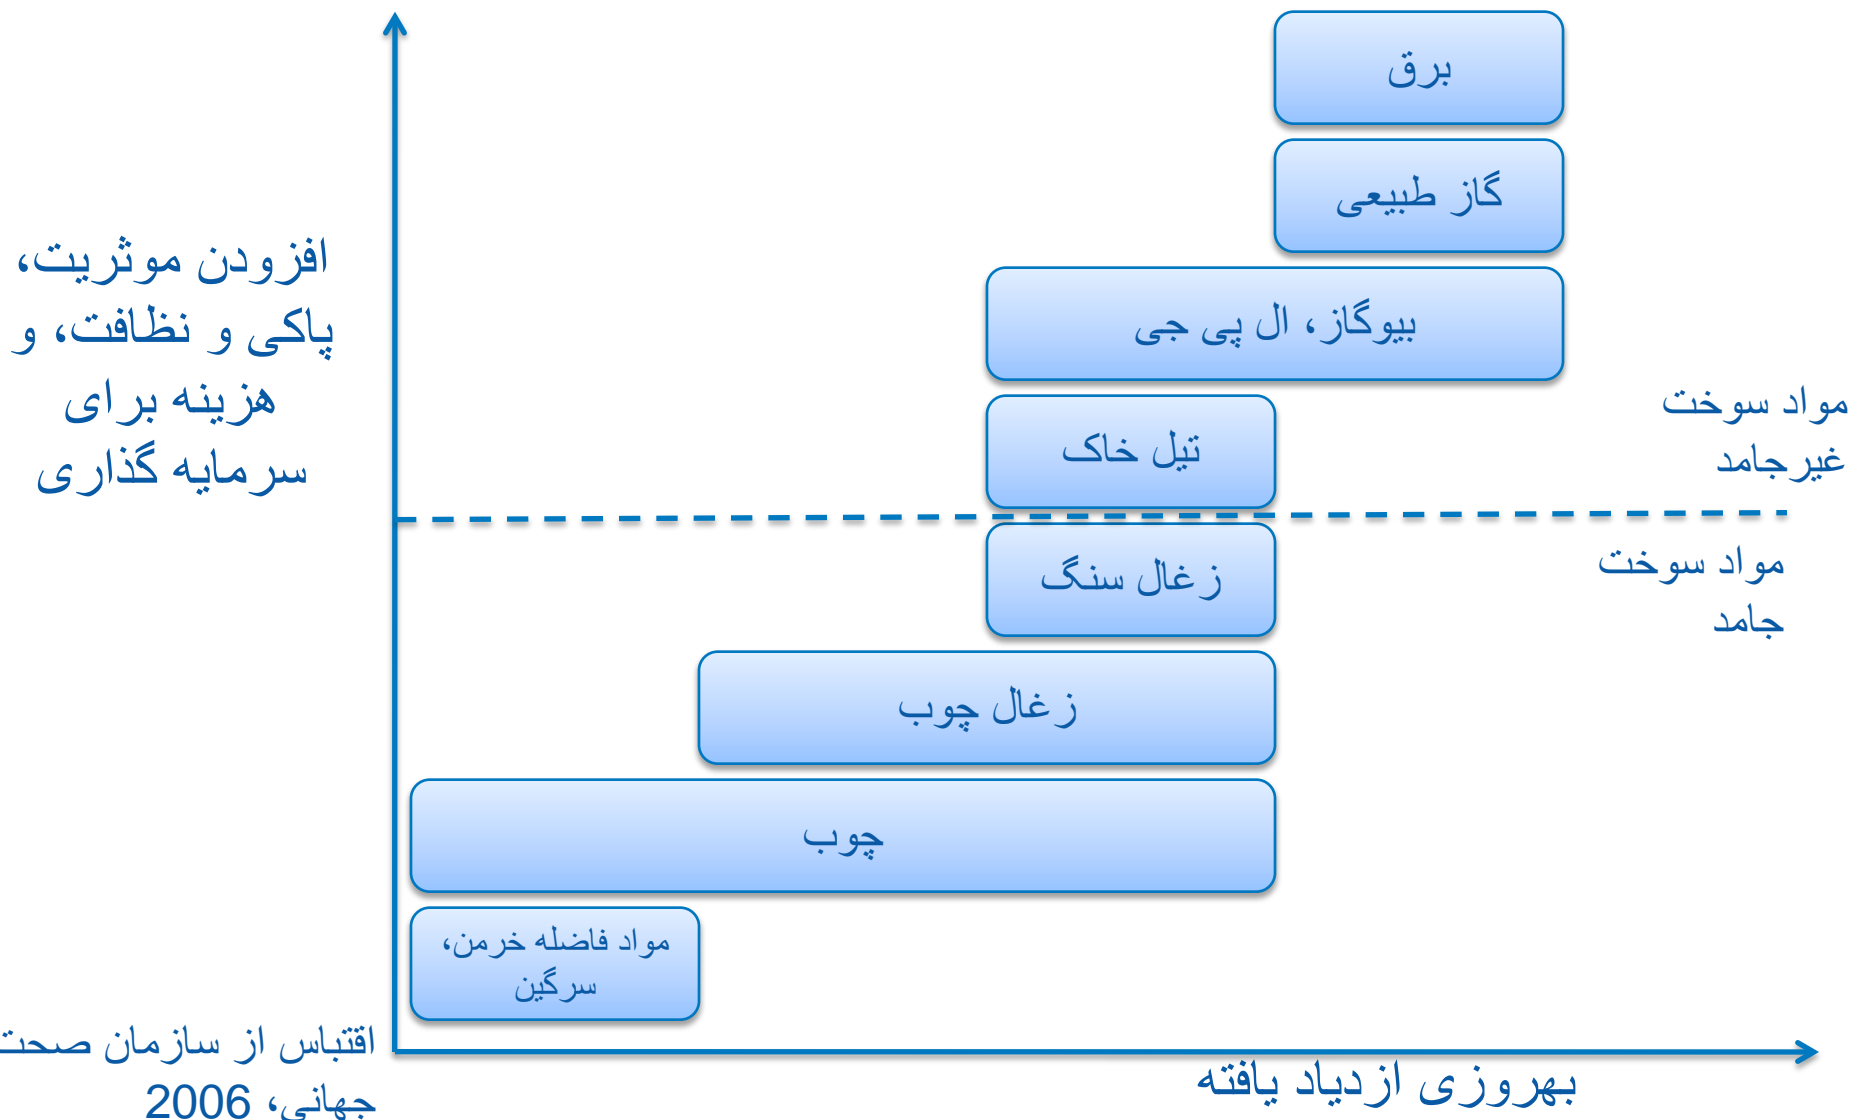 برق
گاز طبیعی
افزودن موثریت،
پاکی و نظافت، و
هزینه برای
سرمایه گذاری
بیوگاز، ال پی جی
مواد سوخت
غیرجامد
تیل خاک
زغال سنگ
مواد سوخت
جامد
زغال چوب
چوب
مواد فاضله خرمن،
سرگین
اقتباس از سازمان صحت
جهانی، 2006
بهروزی ازدیاد یافته